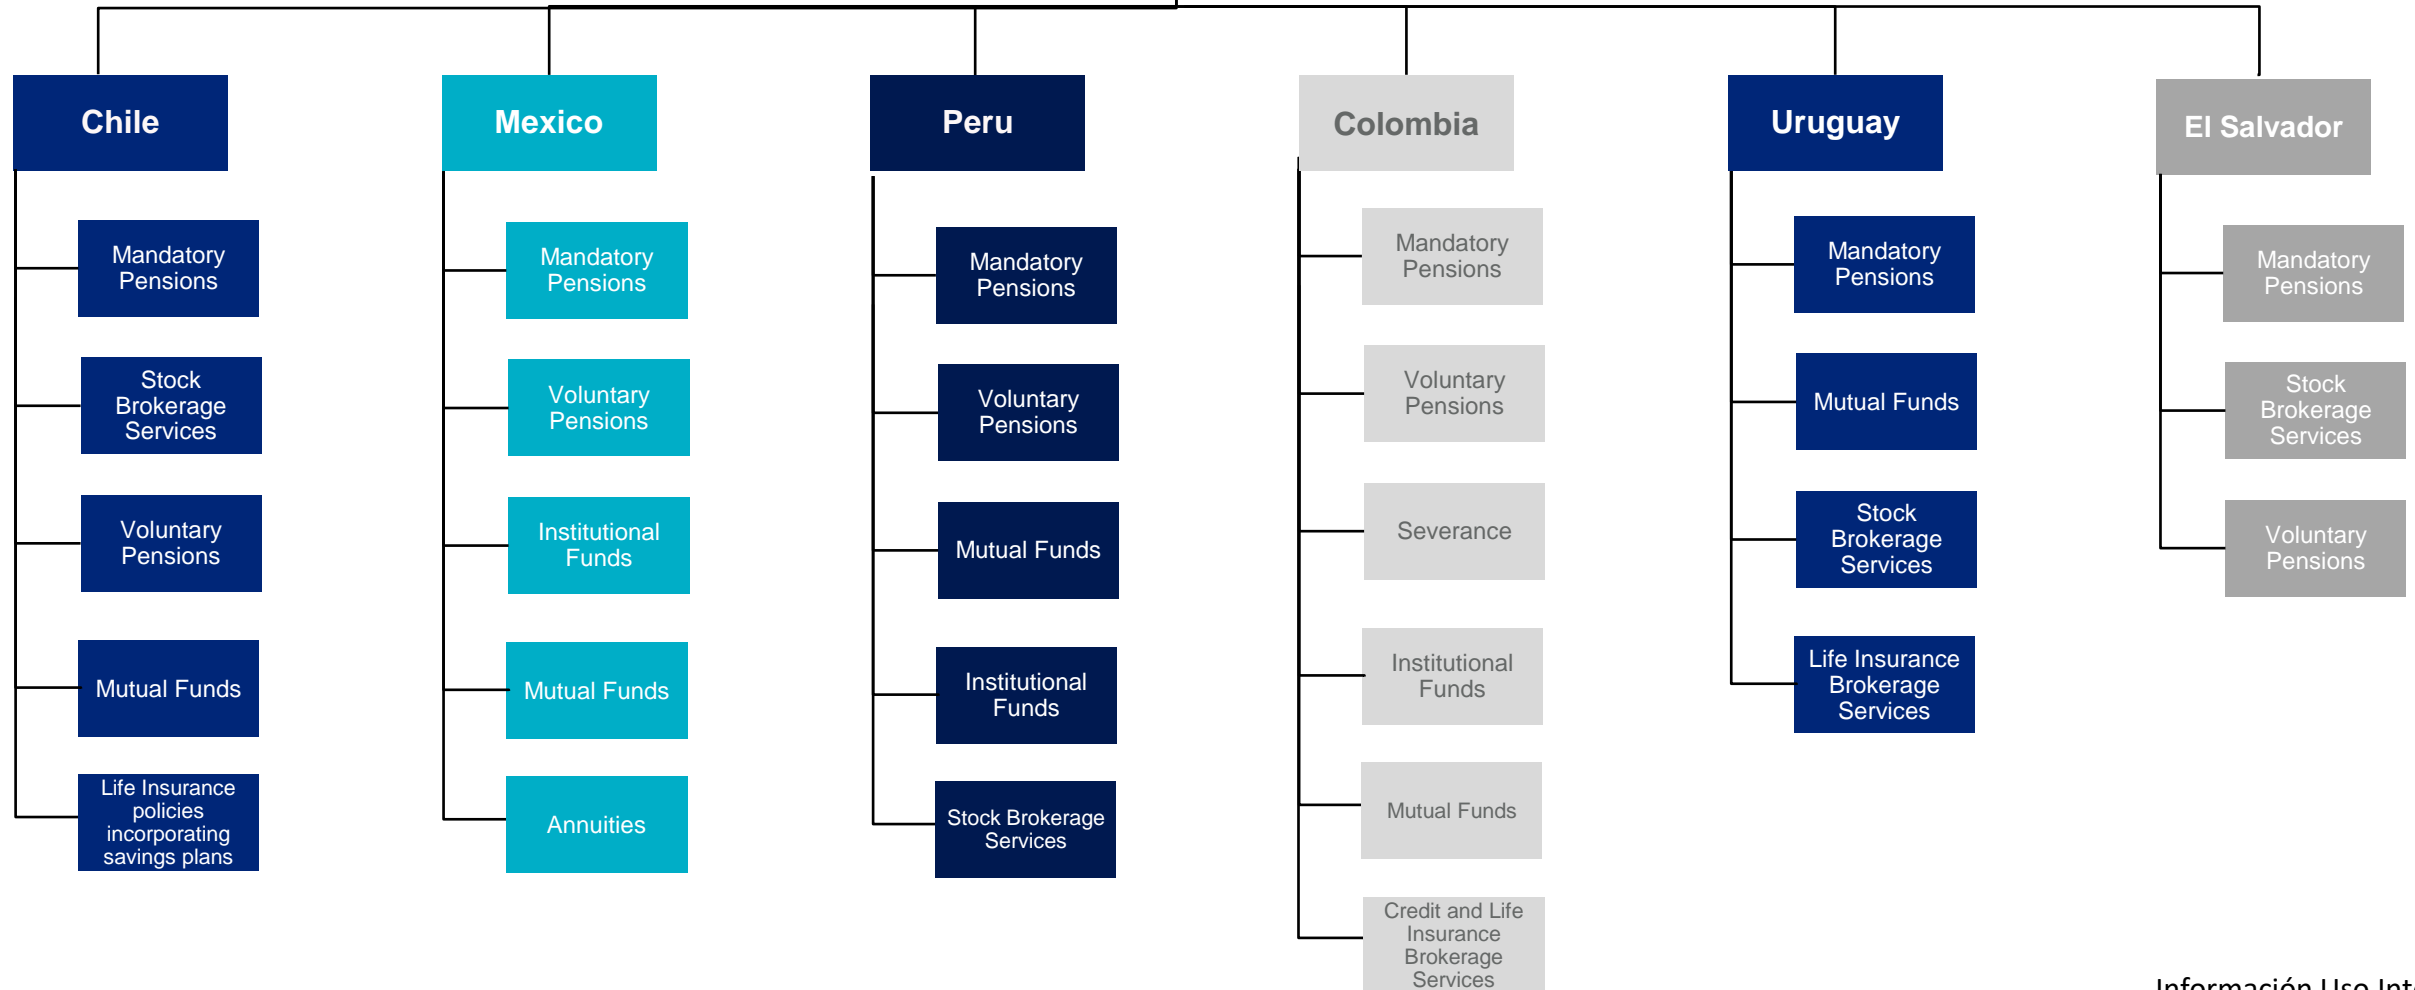 Chile
Mandatory
Pensions
Stock
Brokerage
Services
Voluntary
Pensions
Mutual Funds
Life Insurance
policies
incorporating
savings plans
Mexico
Mandatory
Pensions
Voluntary
Pensions
Institutional
Funds
Mutual Funds
Annuities
Peru
Mandatory
Pensions
Voluntary
Pensions
Mutual Funds
Institutional
Funds
Stock Brokerage
Services
Colombia
Mandatory
Pensions
Voluntary
Pensions
Severance
Institutional
Funds
Mutual Funds
Credit and Life
Insurance
Brokerage
Services
Uruguay
Mandatory
Pensions
Mutual Funds
Stock
Brokerage
Services
Life Insurance
Brokerage
Services
El Salvador
Mandatory
Pensions
Stock
Brokerage
Services
Voluntary
Pensions
Información Uso